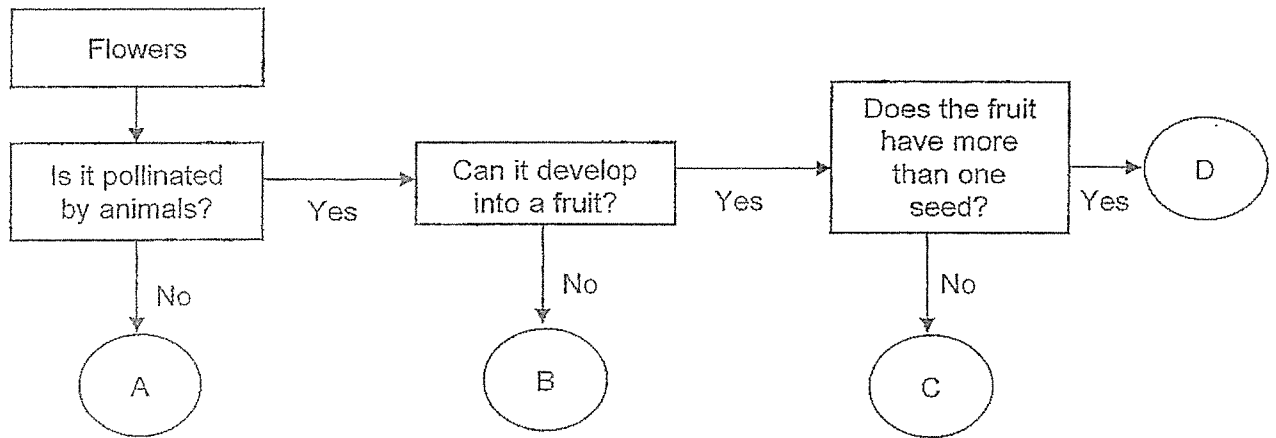 Flowers
Is it pollinated
by animals?
Yes
Can it develop
into a fruit?
Yes
Does the fruit
have more
than one
seed?
Yes
D
No
A
No
B
No
C